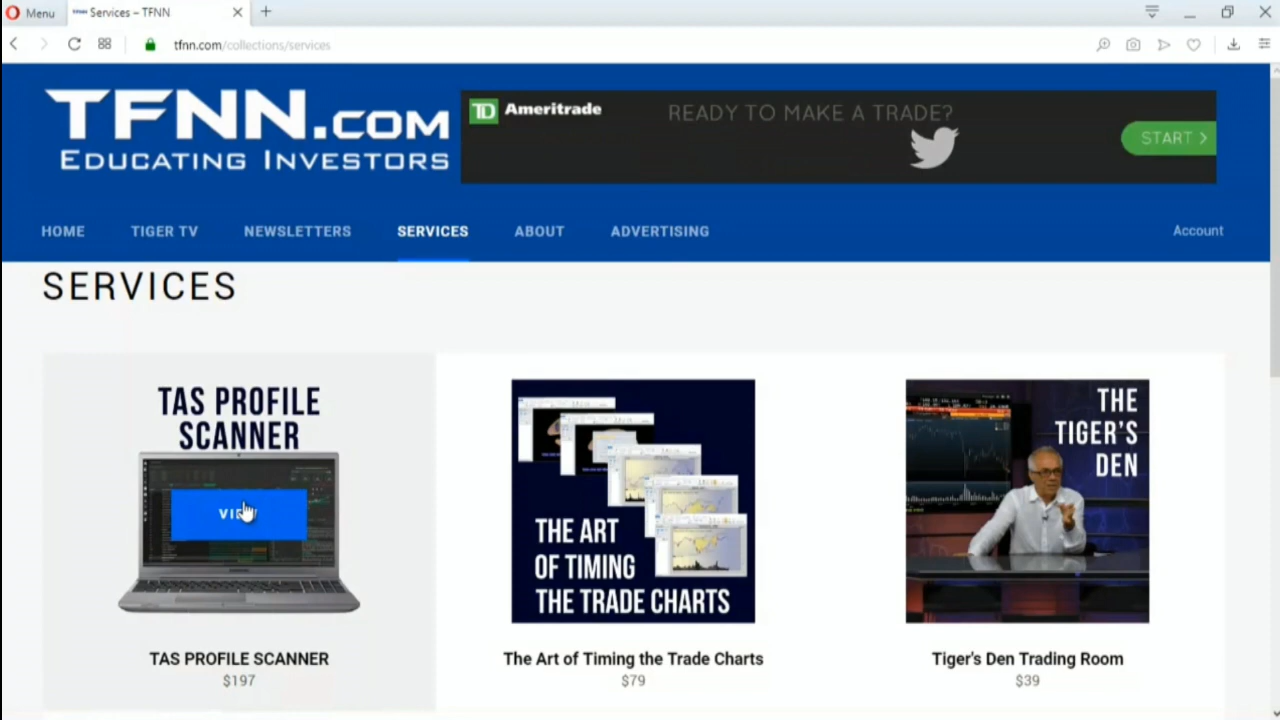 Menu
Services – TFNN
tfnn.com/collections/services
TFNN.COM
EDUCATING INVESTORS
TD Ameritrade
READY TO MAKE A TRADE?
START >
HOME
TIGER TV
NEWSLETTERS
SERVICES
ABOUT
ADVERTISING
Account
SERVICES
TAS PROFILE
SCANNER
THE ART
OF TIMING
THE TRADE CHARTS
THE
TIGER'S
DEN
TAS PROFILE SCANNER
$197
The Art of Timing the Trade Charts
$79
Tiger's Den Trading Room
$39